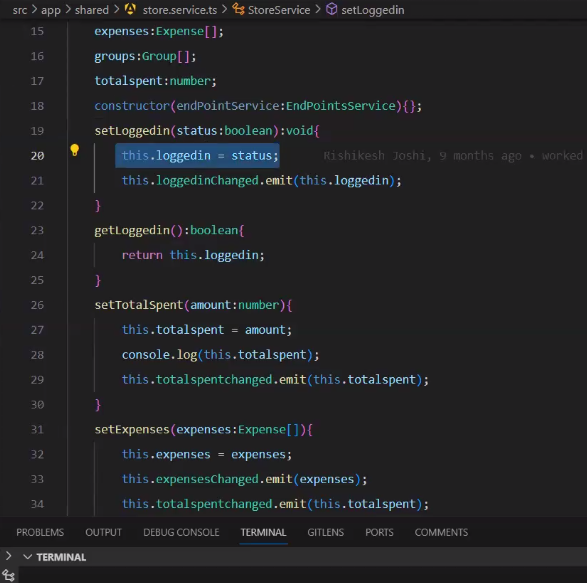 src > app > shared > store.service.ts > StoreService > setLoggedin
15 expenses:Expense[];
16 groups:Group[];
17 totalspent:number;
18 constructor(endPointService:EndPointsService){};
19 setLoggedin(status:boolean):void{
20 this.loggedin = status; Rishikesh Joshi, 9 months ago • worked
21 this.loggedinChanged.emit(this.loggedin);
22 }
23 getLoggedin():boolean{
24 return this.loggedin;
25 }
26 setTotalSpent(amount:number){
27 this.totalspent = amount;
28 console.log(this.totalspent);
29 this.totalspentchanged.emit(this.totalspent);
30 }
31 setExpenses(expenses:Expense[]){
32 this.expenses = expenses;
33 this.expensesChanged.emit(expenses);
34 this.totalspentchanged.emit(this.totalspent);
PROBLEMS OUTPUT DEBUG CONSOLE TERMINAL GITLENS PORTS COMMENTS
TERMINAL